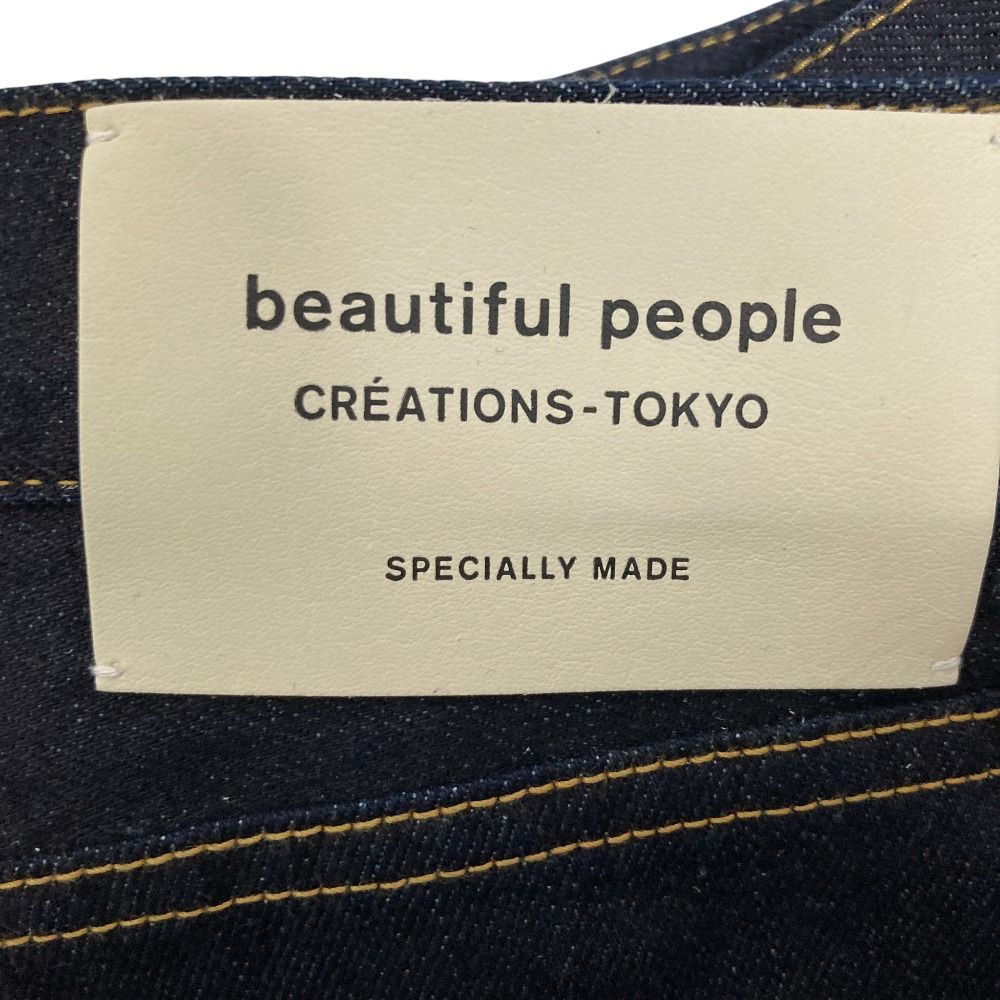 beautiful people
CRÉATIONS-TOKYO
SPECIALLY MADE